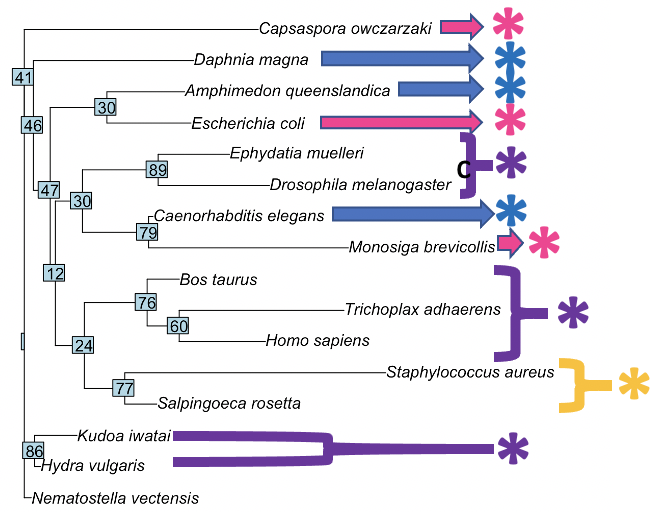 Capsaspora owczarzaki
Daphnia magna
41
Amphimedon queenslandica
30
46
Escherichia coli
Ephydatia muelleri
89
C
47
Drosophila melanogaster
30
Caenorhabditis elegans
79
Monosiga brevicollis
12
Bos taurus
76
Trichoplax adhaerens
60
Homo sapiens
24
Staphylococcus aureus
77
Salpingoeca rosetta
Kudoa iwatai
86
Hydra vulgaris
Nematostella vectensis